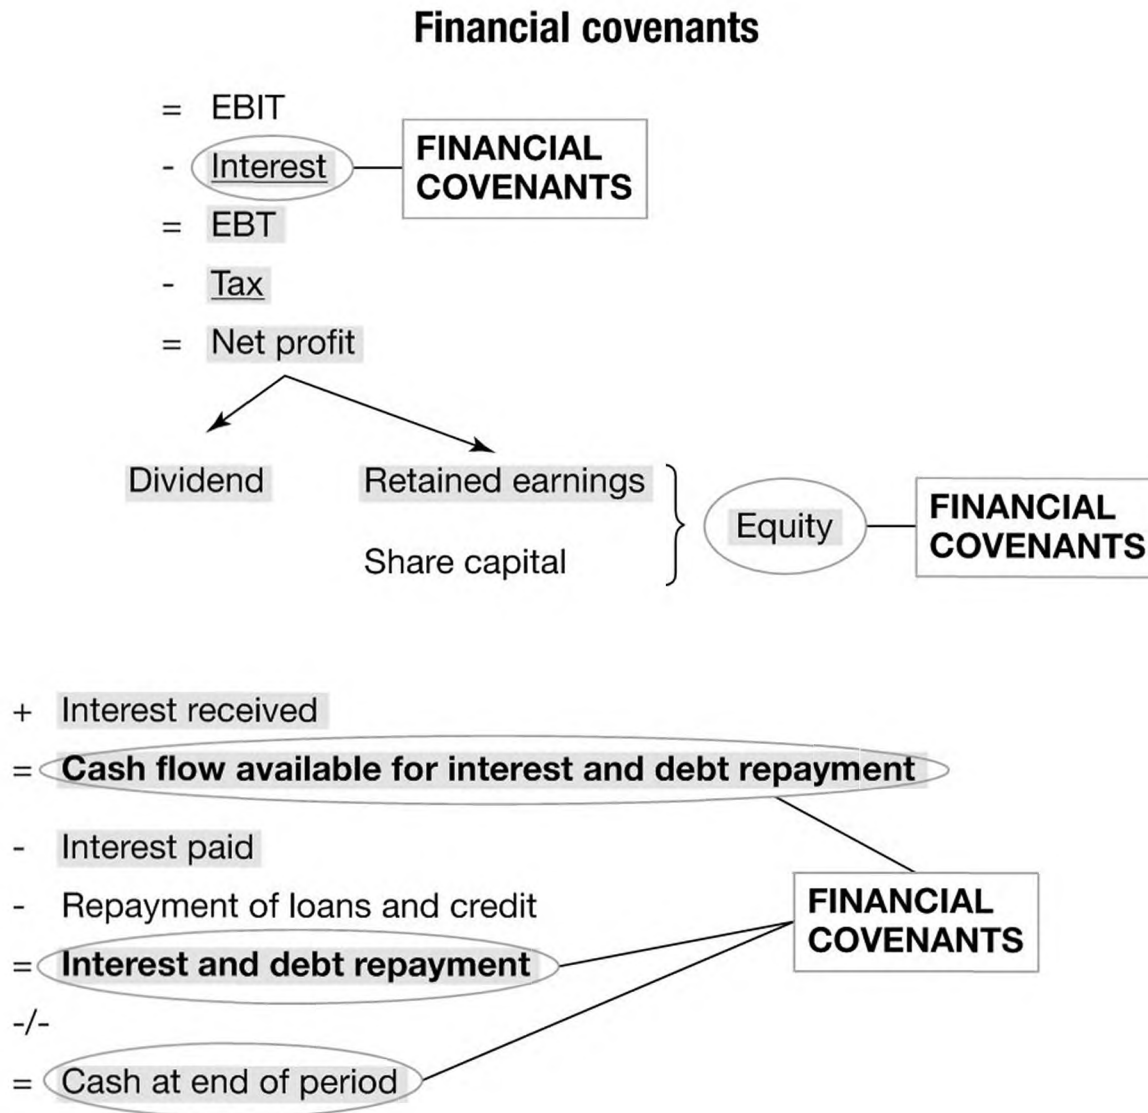 Financial covenants
= EBIT
- Interest
FINANCIAL
COVENANTS
= EBT
- Tax
= Net profit
Dividend
Retained earnings
Share capital
Equity
FINANCIAL
COVENANTS
+ Interest received
= Cash flow available for interest and debt repayment
- Interest paid
- Repayment of loans and credit
FINANCIAL
COVENANTS
= Interest and debt repayment
-/-
= Cash at end of period